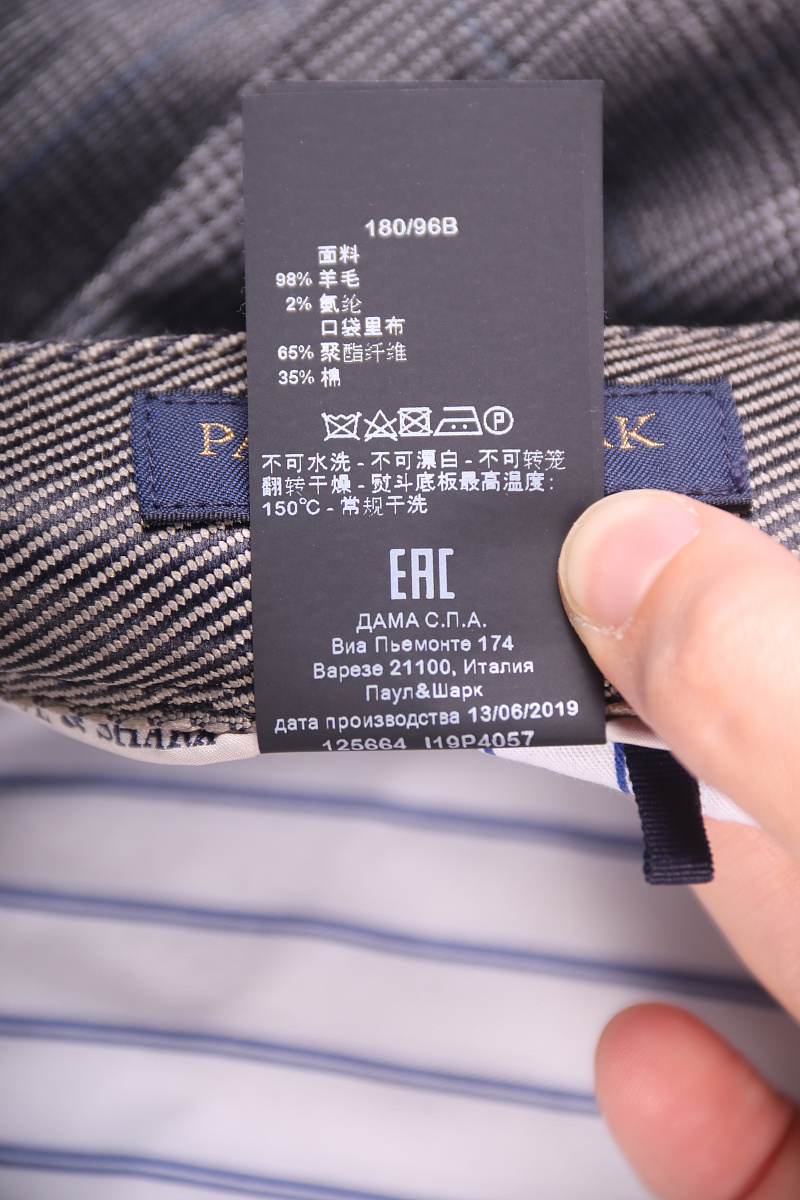 180/96B
面料
98% 羊毛
2% 氨纶
口袋里布
65% 聚酯纤维
35% 棉
不可水洗 - 不可漂白 - 不可转笼
翻转干燥 - 熨斗底板最高温度:
150℃ - 常规干洗
EAC
ДАМА С.П.А.
Виа Пьемонте 174
Варезе 21100, Италия
Паул&Шарк
дата производства 13/06/2019
125664 I19P4057
& SHARK